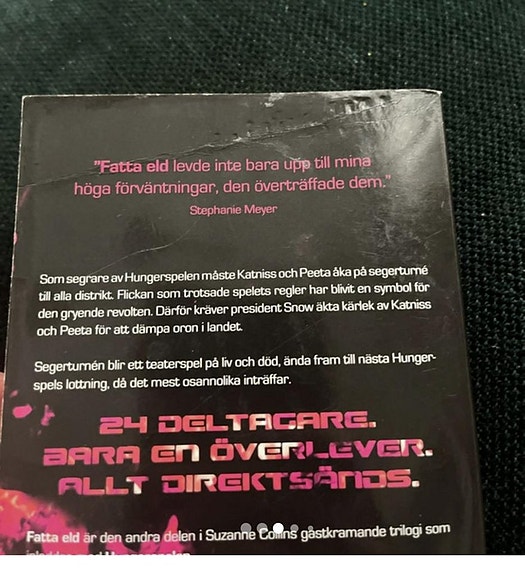 "Fatta eld levde inte bara upp till mina
höga förväntningar, den överträffade dem."
Stephanie Meyer
Som segrare av Hungerspelen måste Katniss och Peeta åka på segerturné
till alla distrikt. Flickan som trotsade spelets regler har blivit en symbol för
den gryende revolten. Därför kräver president Snow äkta kärlek av Katniss
och Peeta för att dämpa oron i landet.
Segerturnén blir ett teaterspel på liv och död, ända fram till nästa Hunger-
spels lottning, då det mest osannolika inträffar.
24 DELTAGARE.
BARA EN ÖVERLEVER.
ALLT DIREKTSÄNDS.
Fatta eld är den andra delen i Suzanne Collins gastkramande trilogi som